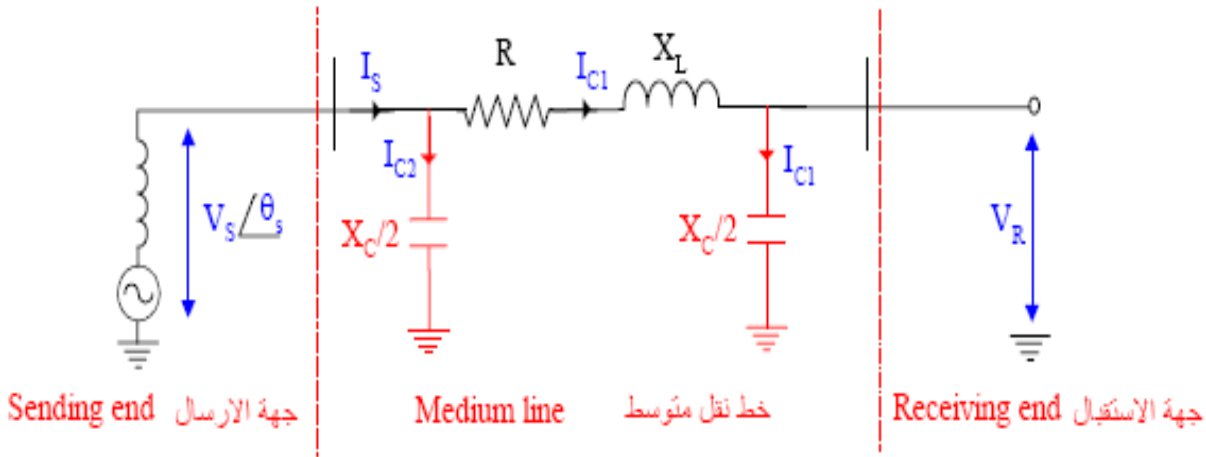 R
X_L
I_S
I_C1
I_C2
I_C1
V_S∠θ_s
X_C/2
X_C/2
V_R
Sending end جهة الارسال
Medium line خط نقل متوسط
Receiving end جهة الاستقبال